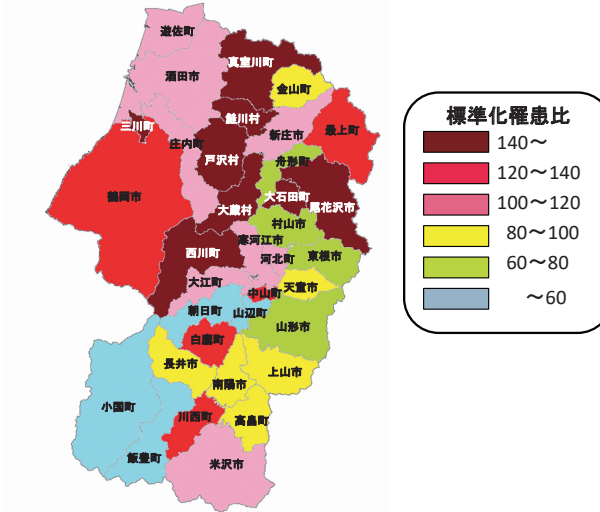 遊佐町
真室川町
酒田市
金山町
鮭川村
三川町
新庄市
最上町
庄内町
戸沢村
舟形町
鶴岡市
大石田町
尾花沢市
大蔵村
村山市
寒河江市
西川町
河北町
東根市
大江町
天童市
中山町
朝日町
山辺町
山形市
白鷹町
長井市
上山市
南陽市
小国町
川西町
高畠町
飯豊町
米沢市
標準化罹患比
140～
120～140
100～120
80～100
60～80
～60